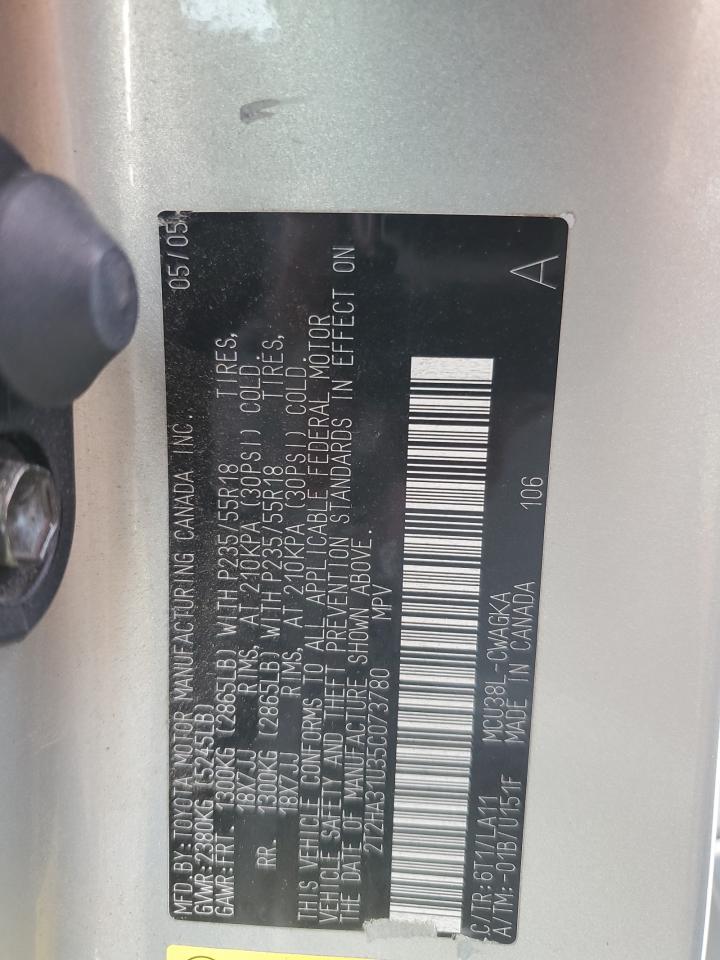 MFD. BY: TOYOTA MOTOR MANUFACTURING CANADA INC. 05/05
GVWR: 2380KG (5245LB)
GAWR: FRT. 1300KG (2865LB) WITH P235/55R18 TIRES,
18X7JJ RIMS, AT 210KPA (30PSI) COLD.
RR. 1300KG (2865LB) WITH P235/55R18 TIRES,
18X7JJ RIMS, AT 210KPA (30PSI) COLD.
THIS VEHICLE CONFORMS TO ALL APPLICABLE FEDERAL MOTOR
VEHICLE SAFETY AND THEFT PREVENTION STANDARDS IN EFFECT ON
THE DATE OF MANUFACTURE SHOWN ABOVE.
2T2HA31U35C073780 MPV
C/TR: 6T1/LA11 MCU38L-CWAGKA 106 A
A/TM: -01B/U151F MADE IN CANADA